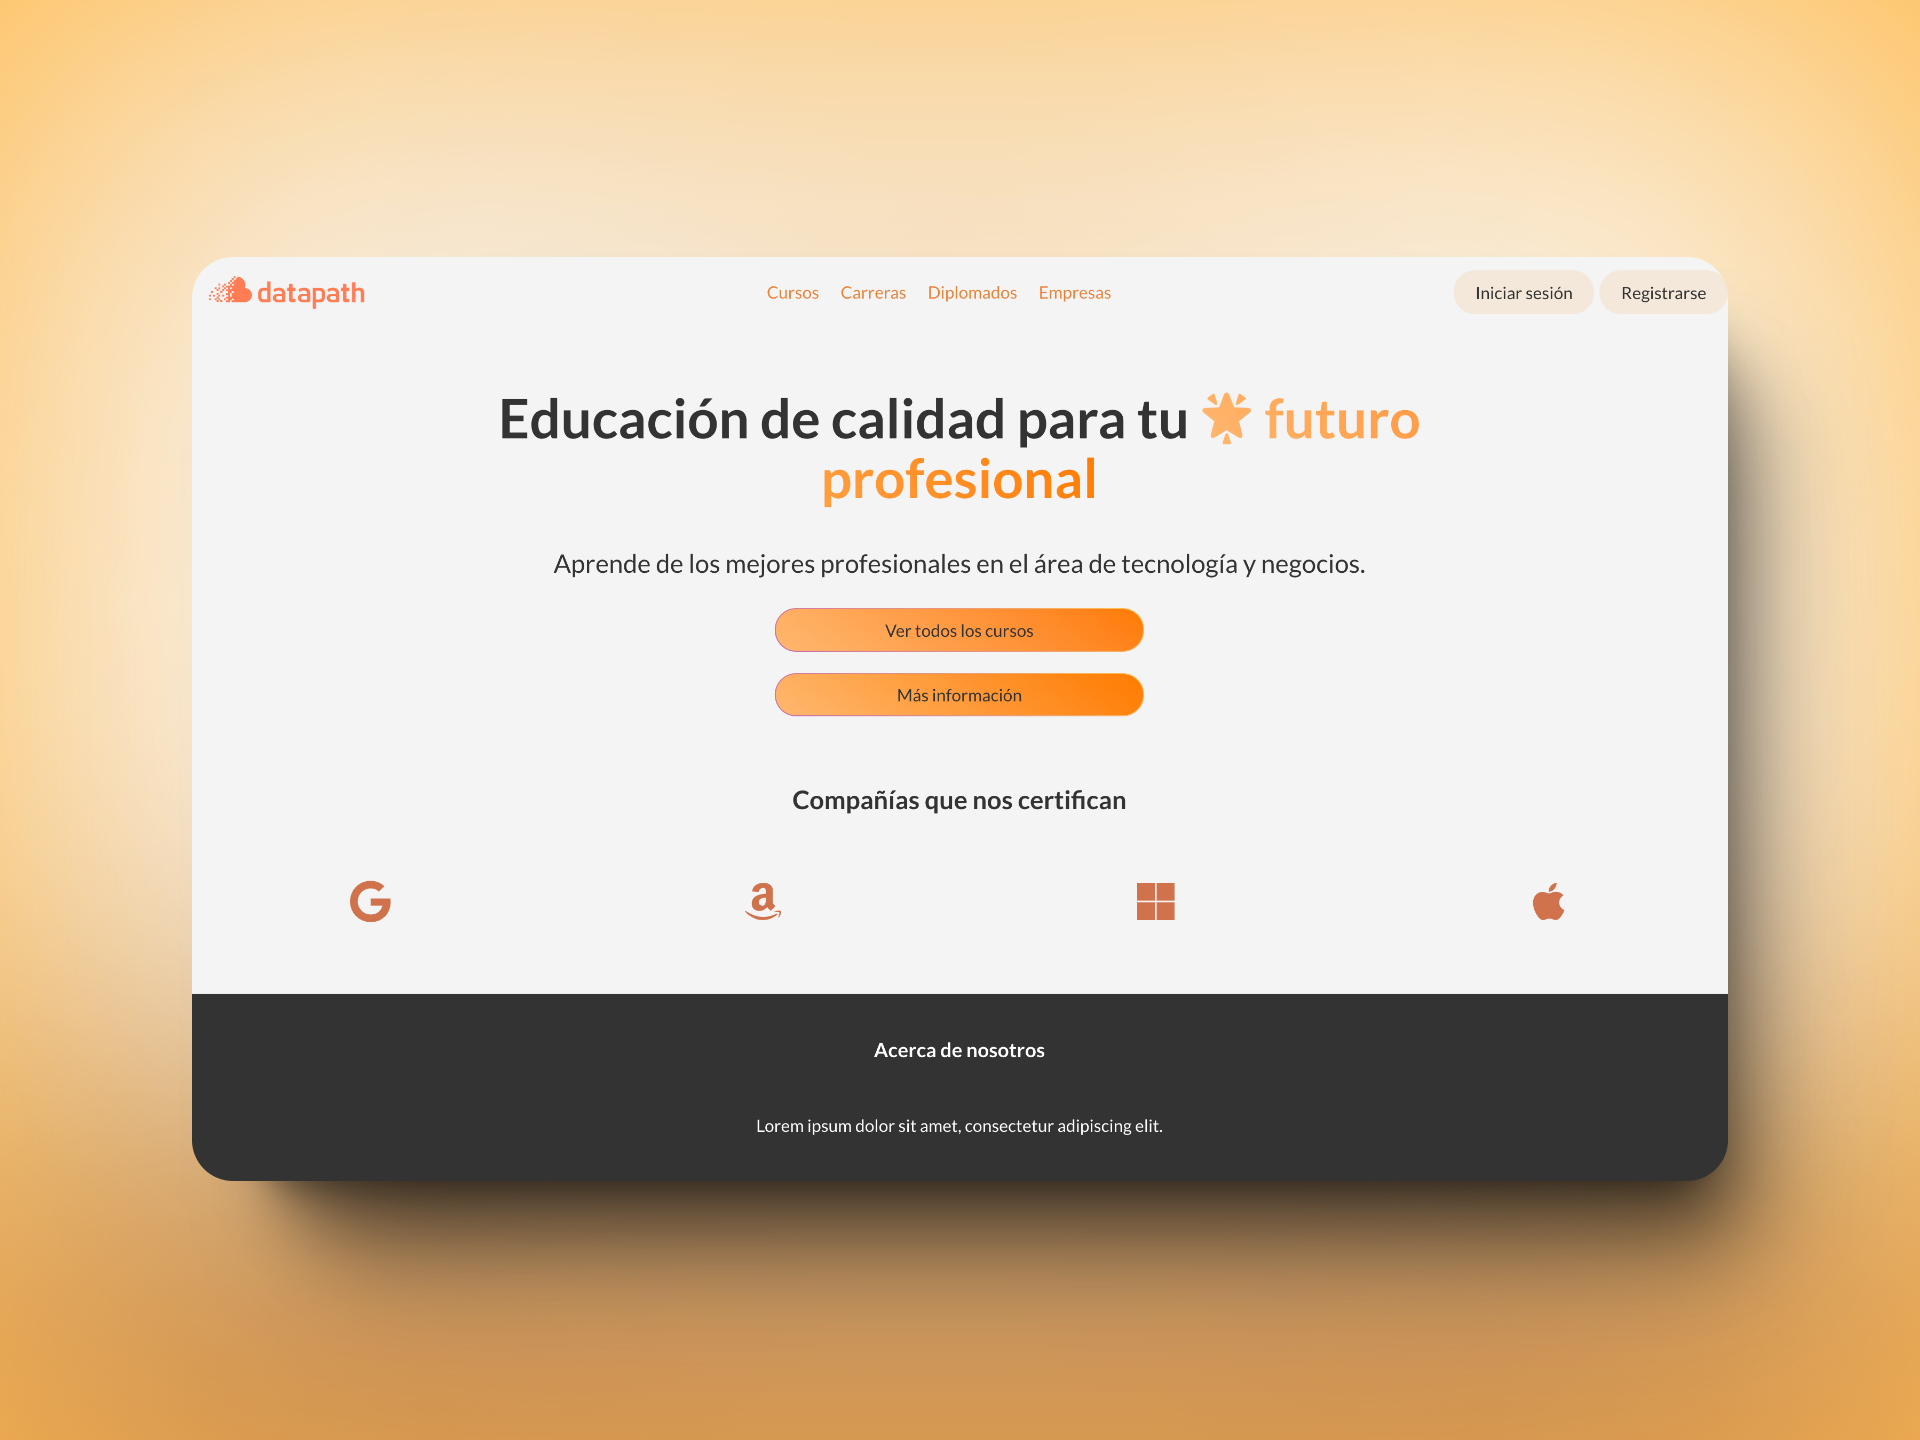 datapath
Cursos Carreras Diplomados Empresas
Iniciar sesión Registrarse
Educación de calidad para tu 🌟 futuro
profesional
Aprende de los mejores profesionales en el área de tecnología y negocios.
Ver todos los cursos
Más información
Compañías que nos certifican
Acerca de nosotros
Lorem ipsum dolor sit amet, consectetur adipiscing elit.